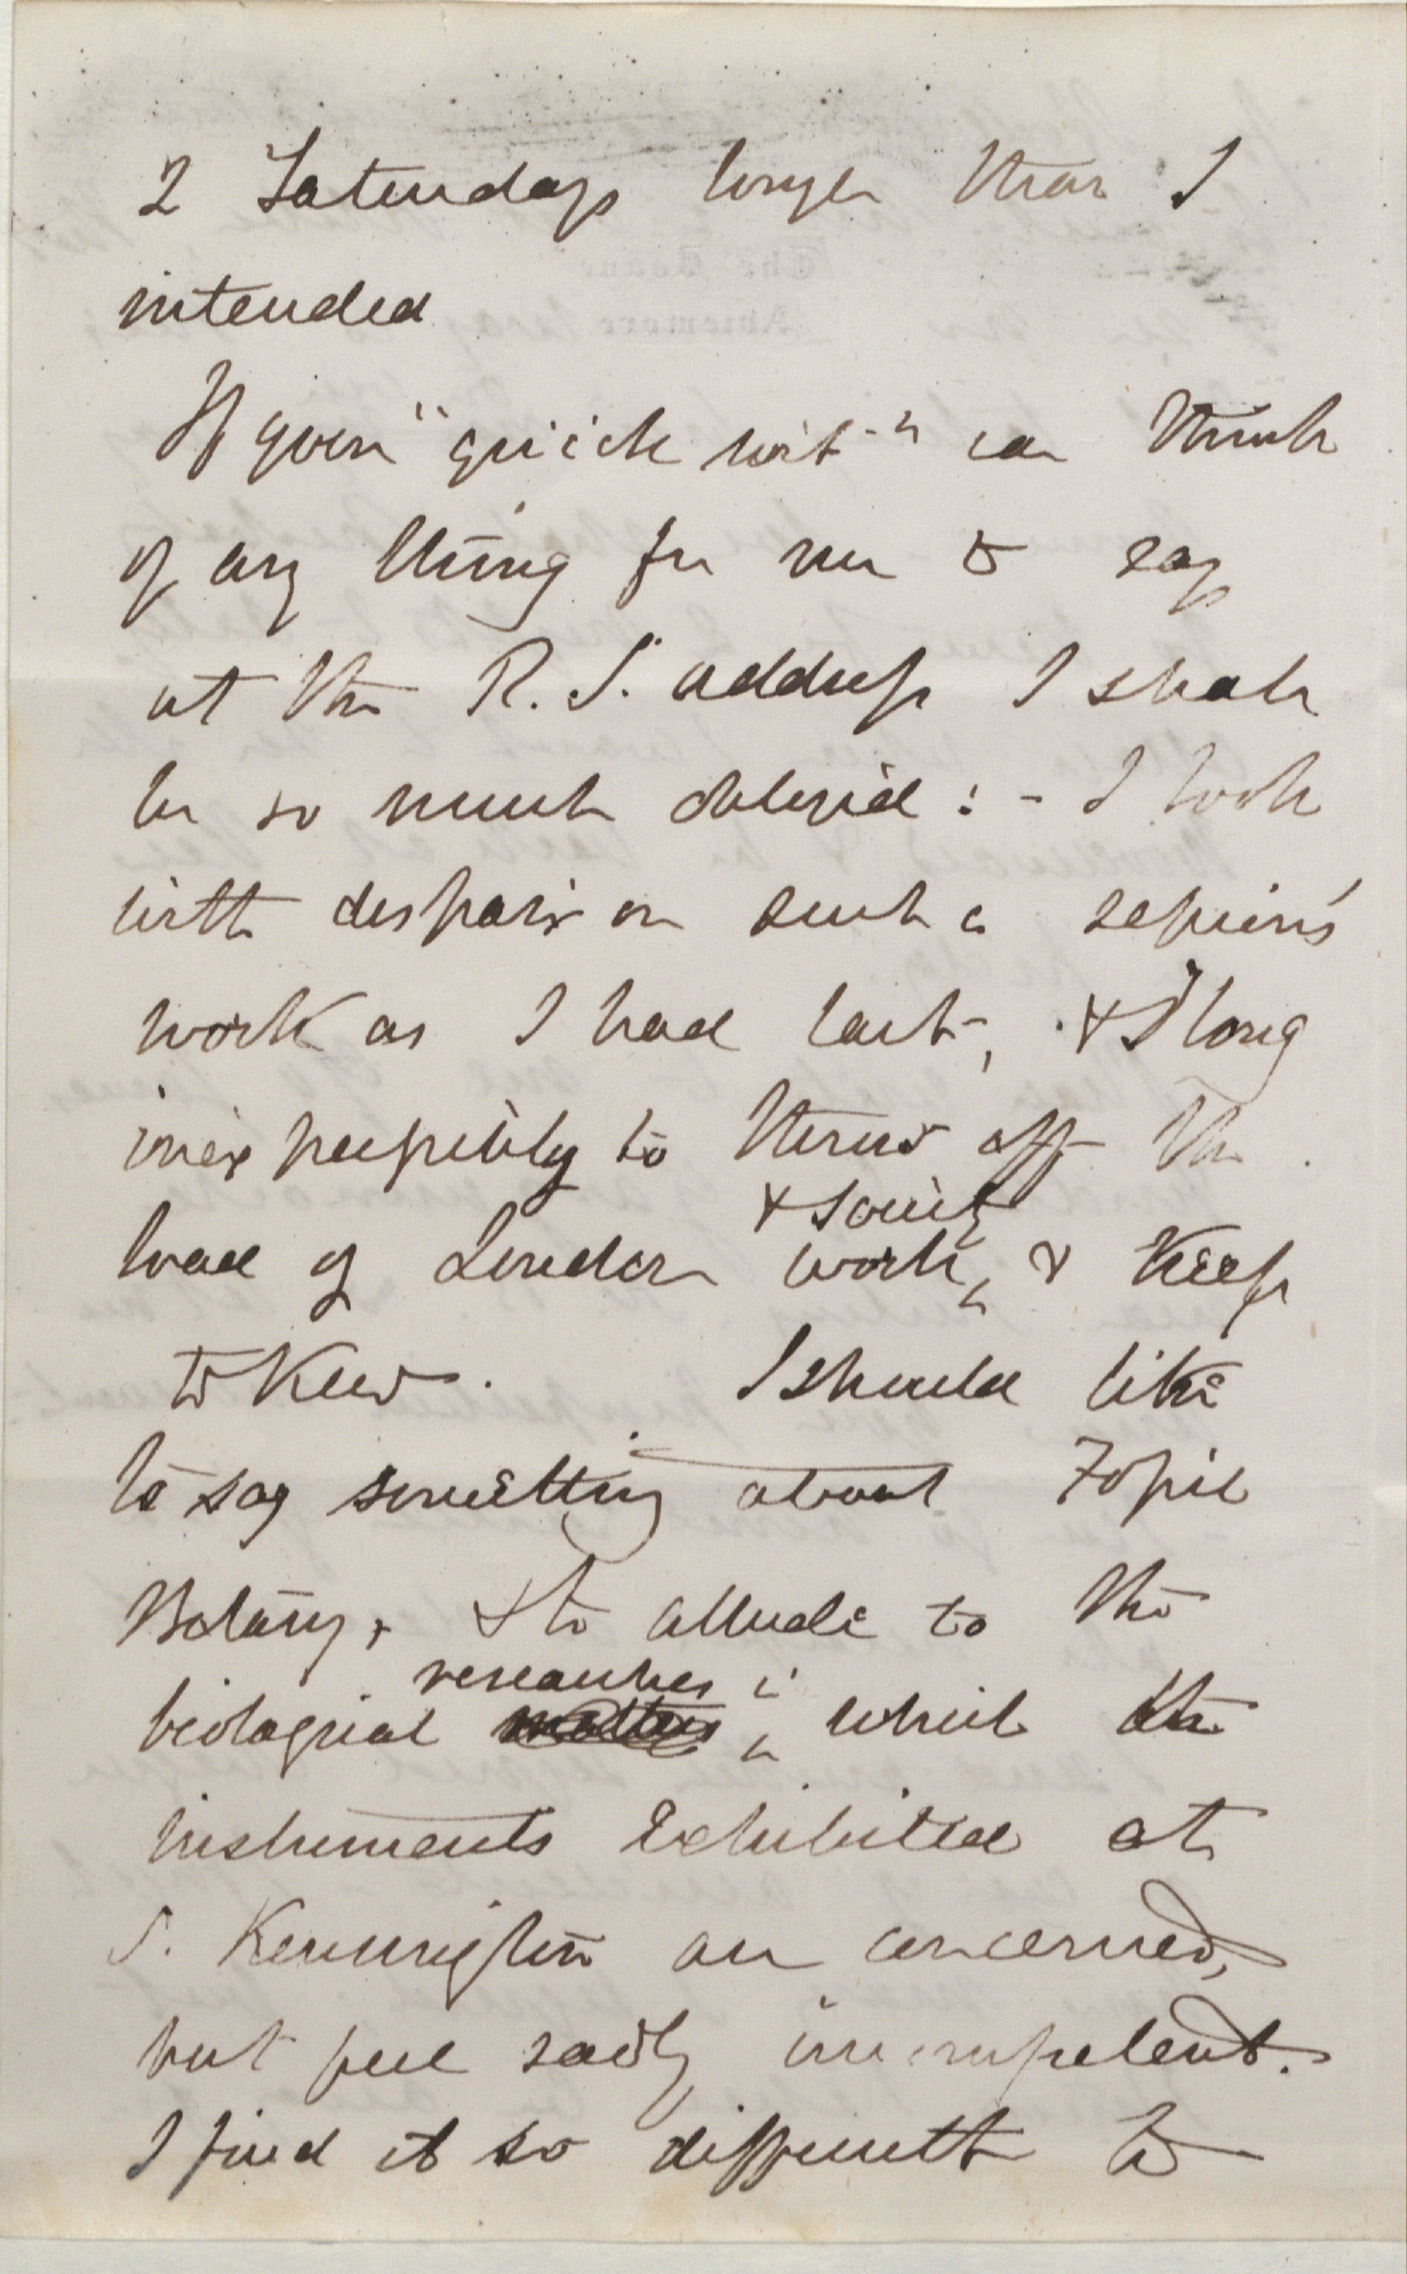 2 Saturdays longer than I
intended
If your "quick wit" can think
of any thing for me to say
at the R. S. address I shall
be so much obliged: - I look
with despair on such a session's
work as I had last, & I long
inexpressibly to throw off the
load of London work, & society & keep
to Kew. I should like
to say something about Fossil
Botany, & to allude to the
biological researches in which the
instruments exhibited at
S. Kensington are concerned,
but feel sadly incompetent.
I find it so difficult to